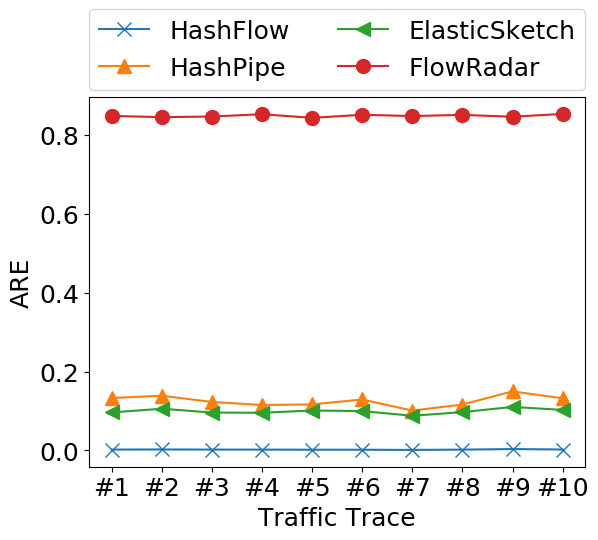 HashFlow ElasticSketch
HashPipe FlowRadar
0.8
0.6
0.4
0.2
0.0
ARE
#1 #2 #3 #4 #5 #6 #7 #8 #9 #10
Traffic Trace